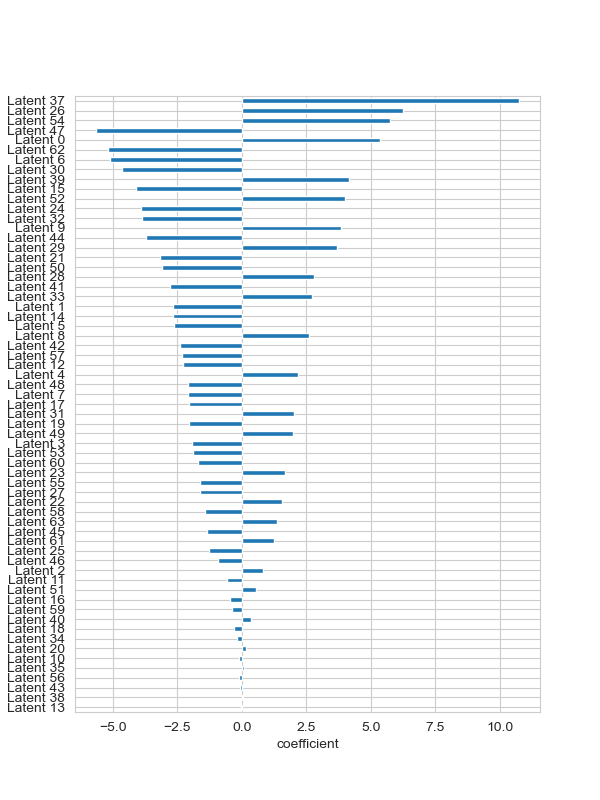 Latent 37
Latent 26
Latent 54
Latent 47
Latent 0
Latent 62
Latent 6
Latent 30
Latent 39
Latent 15
Latent 52
Latent 24
Latent 32
Latent 9
Latent 44
Latent 29
Latent 21
Latent 50
Latent 28
Latent 41
Latent 33
Latent 1
Latent 14
Latent 5
Latent 8
Latent 42
Latent 57
Latent 12
Latent 4
Latent 48
Latent 7
Latent 17
Latent 31
Latent 19
Latent 49
Latent 3
Latent 53
Latent 60
Latent 23
Latent 55
Latent 27
Latent 22
Latent 58
Latent 63
Latent 45
Latent 61
Latent 25
Latent 46
Latent 2
Latent 11
Latent 51
Latent 16
Latent 59
Latent 40
Latent 18
Latent 34
Latent 20
Latent 10
Latent 35
Latent 56
Latent 43
Latent 38
Latent 13
−5.0 −2.5 0.0 2.5 5.0 7.5 10.0
coefficient